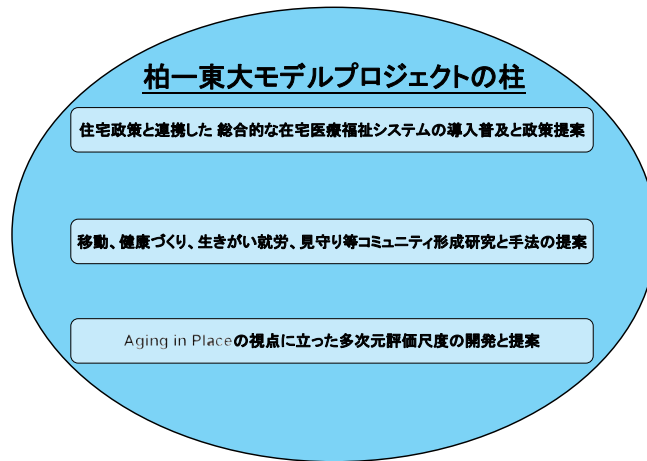 柏ー東大モデルプロジェクトの柱
住宅政策と連携した 総合的な在宅医療福祉システムの導入普及と政策提案
移動、健康づくり、生きがい就労、見守り等コミュニティ形成研究と手法の提案
Aging in Placeの視点に立った多次元評価尺度の開発と提案